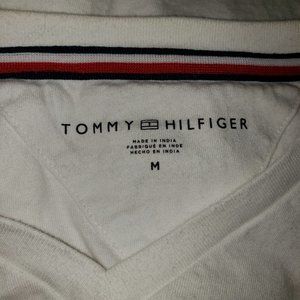 TOMMY HILFIGER
MADE IN INDIA
FABRIQUÉ EN INDE
HECHO EN INDIA
M